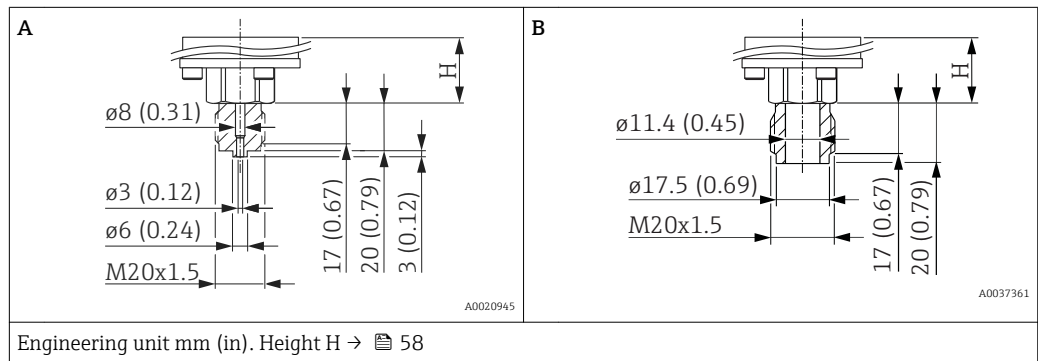 A
H
ø8 (0.31)
ø3 (0.12)
ø6 (0.24)
M20x1.5
17 (0.67)
20 (0.79)
3 (0.12)
A0020945
B
H
ø11.4 (0.45)
ø17.5 (0.69)
M20x1.5
17 (0.67)
20 (0.79)
A0037361
Engineering unit mm (in). Height H → 58